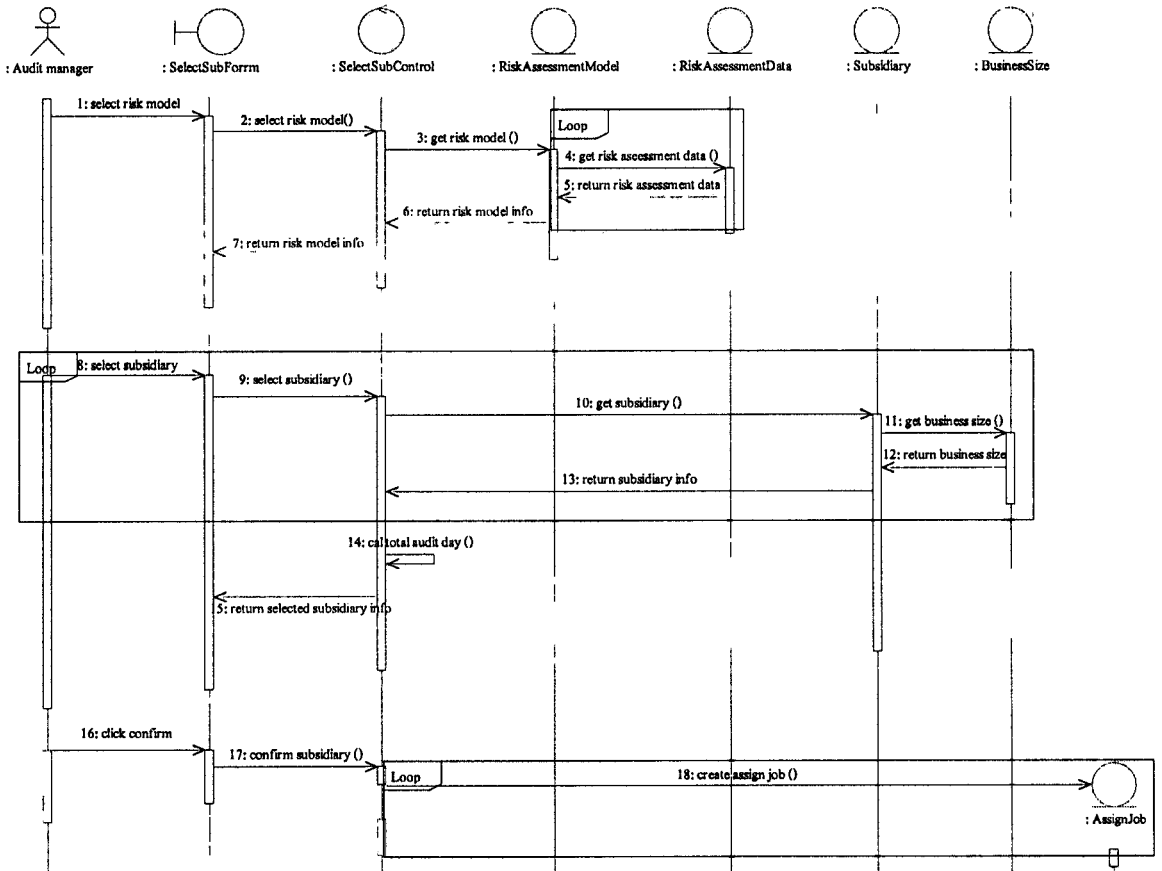 : Audit manager
: SelectSubForrm
: SelectSubControl
: RiskAssessmentModel
: RiskAssessmentData
: Subsidiary
: BusinessSize
1: select risk model
2: select risk model()
3: get risk model ()
Loop
4: get risk asecssment data ()
5: return risk assessment data
6: return risk model info
7: return risk model info
Loop
8: select subsidiary
9: select subsidiary ()
10: get subsidiary ()
11: get business size ()
12: return business size
13: return subsidiary info
14: cal total audit day ()
5: return selected subsidiary info
16: click confirm
17: confirm subsidiary ()
Loop
18: create assign job ()
: AssignJob